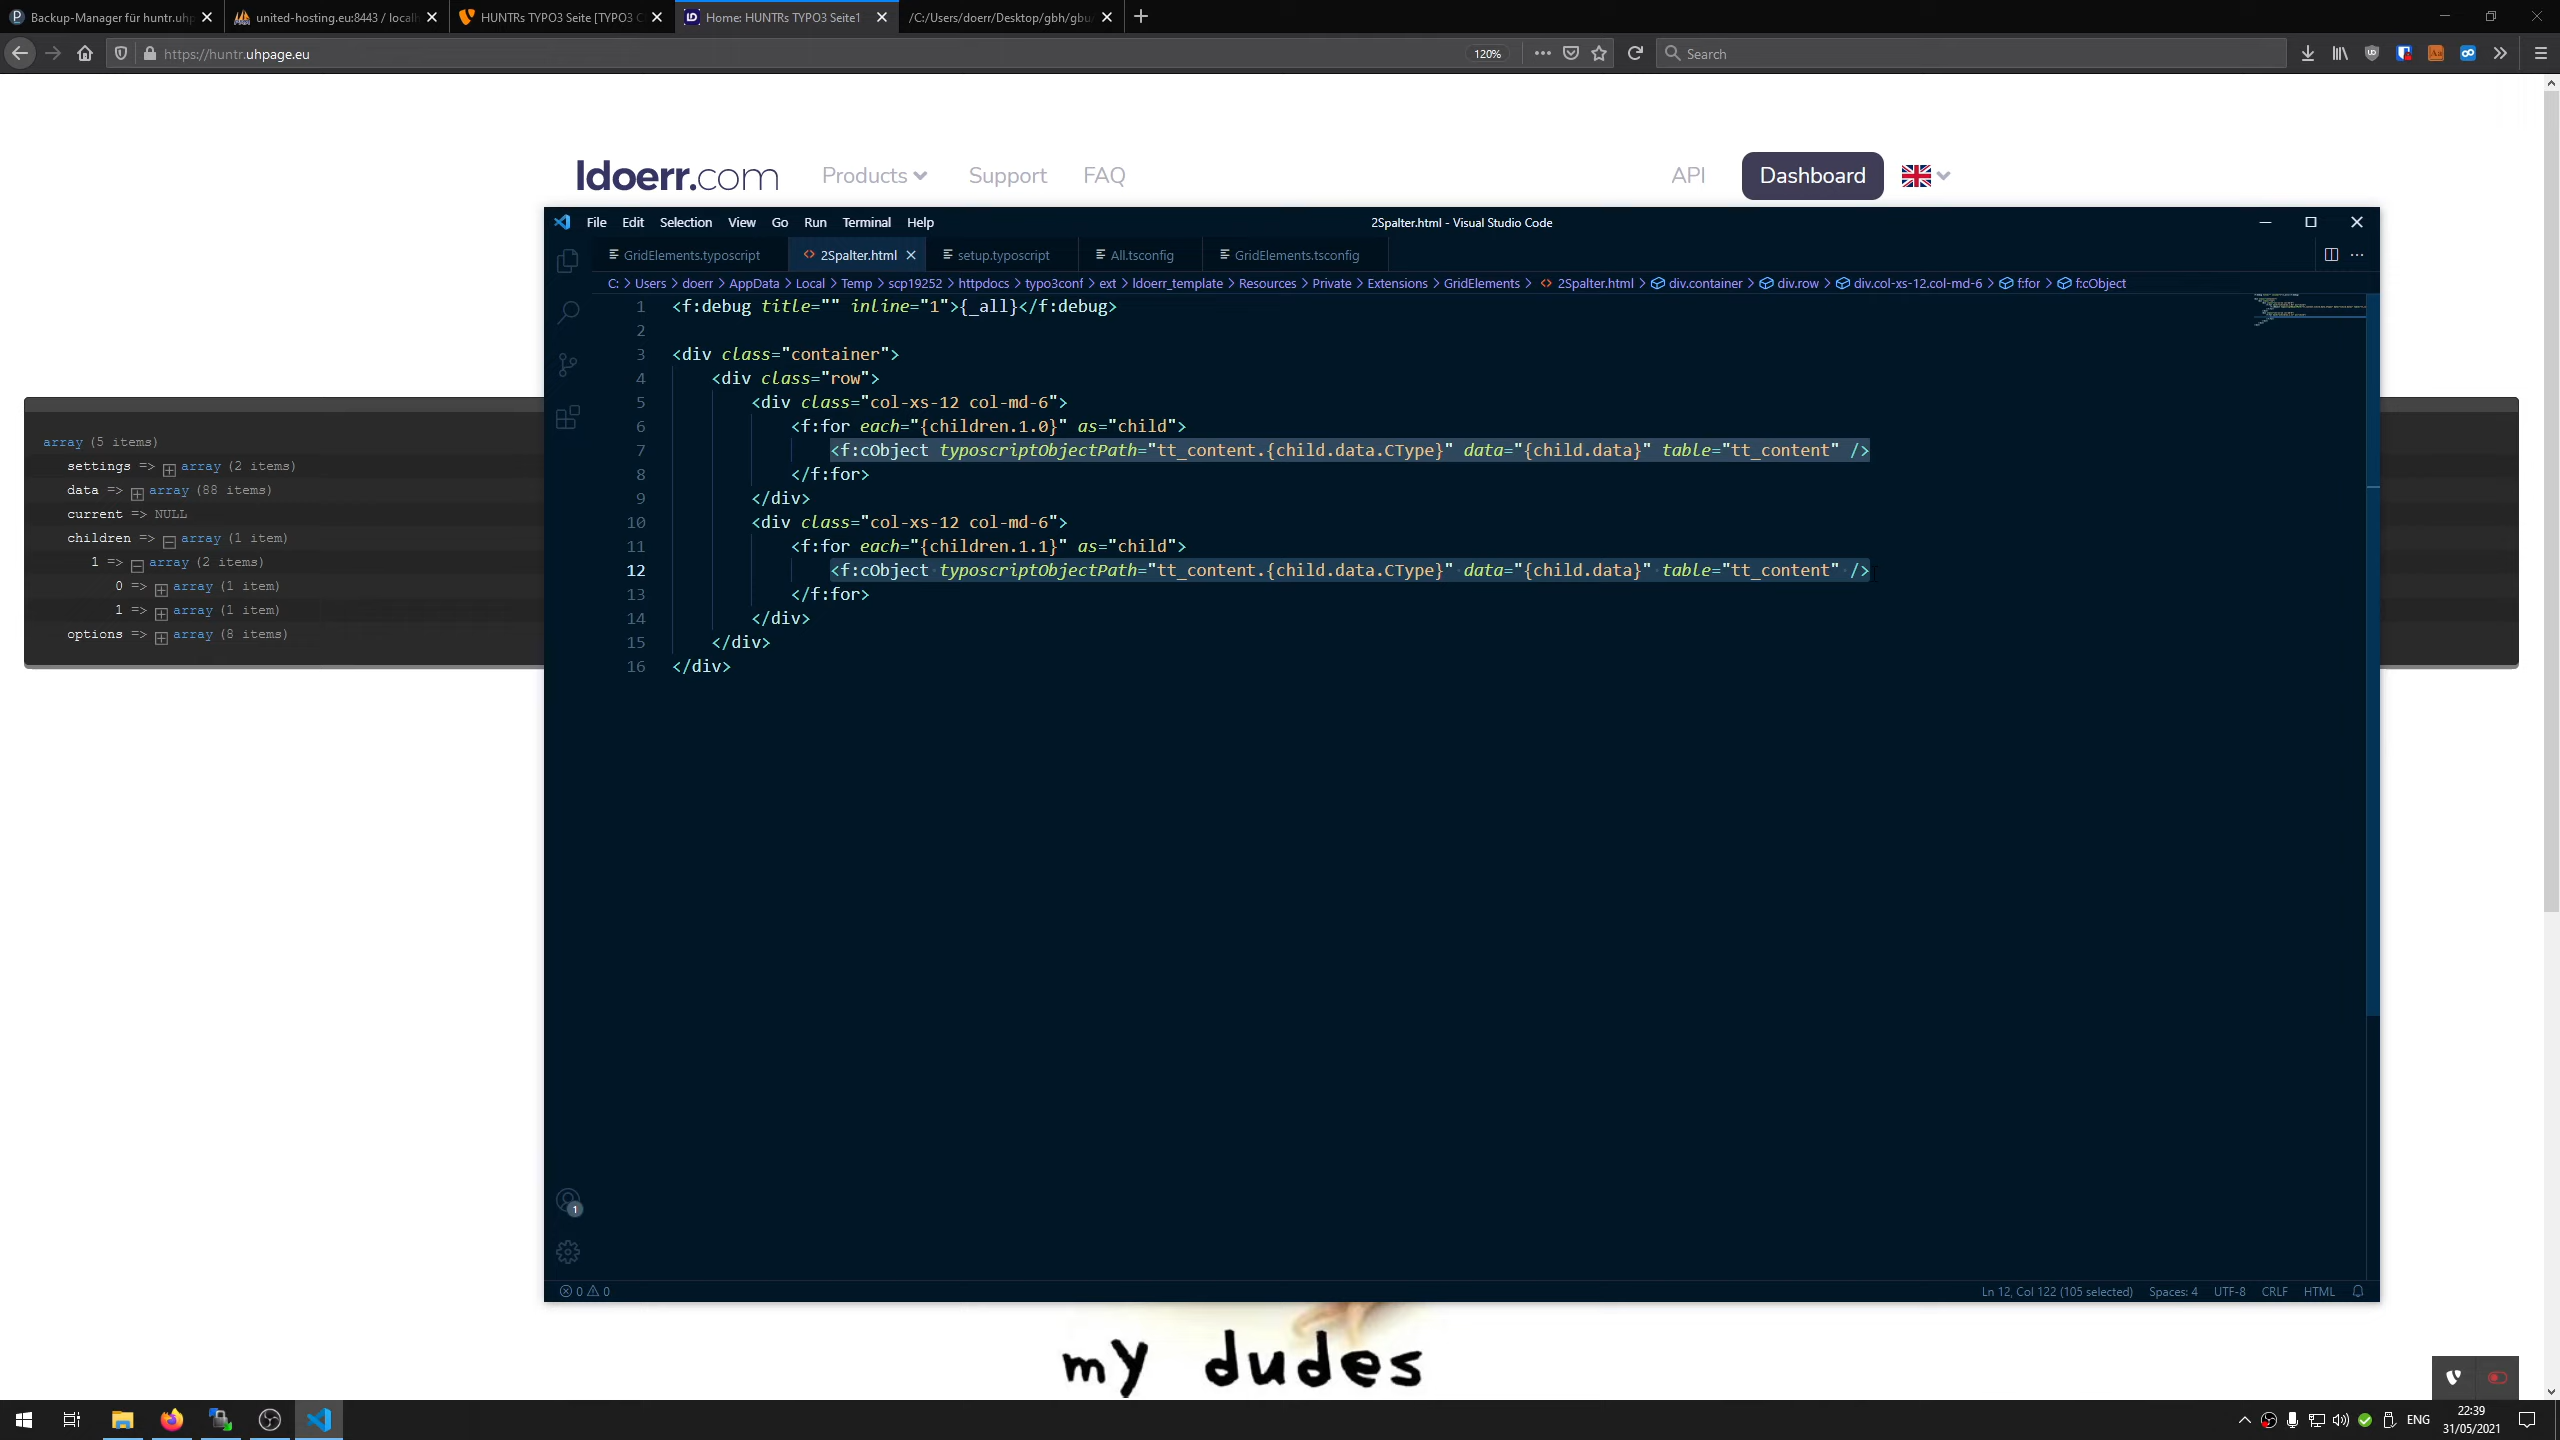 Backup-Manager für huntr.uhp
united-hosting.eu:8443 / localh
HUNTRs TYPO3 Seite [TYPO3 C
Home: HUNTRs TYPO3 Seite1
/C:/Users/doerr/Desktop/gbh/gbu
https://huntr.uhpage.eu
120%
Search
ldoerr.com
Products
Support
FAQ
API
Dashboard
File Edit Selection View Go Run Terminal Help
2Spalter.html - Visual Studio Code
GridElements.typoscript
2Spalter.html
setup.typoscript
All.tsconfig
GridElements.tsconfig
C: > Users > doerr > AppData > Local > Temp > scp19252 > httpdocs > typo3conf > ext > ldoerr_template > Resources > Private > Extensions > GridElements > 2Spalter.html > div.container > div.row > div.col-xs-12.col-md-6 > f:for > f:cObject
1 <f:debug title="" inline="1">{_all}</f:debug>
2
3 <div class="container">
4 <div class="row">
5 <div class="col-xs-12 col-md-6">
6 <f:for each="{children.1.0}" as="child">
7 <f:cObject typoscriptObjectPath="tt_content.{child.data.CType}" data="{child.data}" table="tt_content" />
8 </f:for>
9 </div>
10 <div class="col-xs-12 col-md-6">
11 <f:for each="{children.1.1}" as="child">
12 <f:cObject typoscriptObjectPath="tt_content.{child.data.CType}" data="{child.data}" table="tt_content" />
13 </f:for>
14 </div>
15 </div>
16 </div>
array (5 items)
settings => array (2 items)
data => array (88 items)
current => NULL
children => array (1 item)
1 => array (2 items)
0 => array (1 item)
1 => array (1 item)
options => array (8 items)
1
0 0
Ln 12, Col 122 (105 selected)
Spaces: 4
UTF-8
CRLF
HTML
my dudes
ENG
22:39
31/05/2021